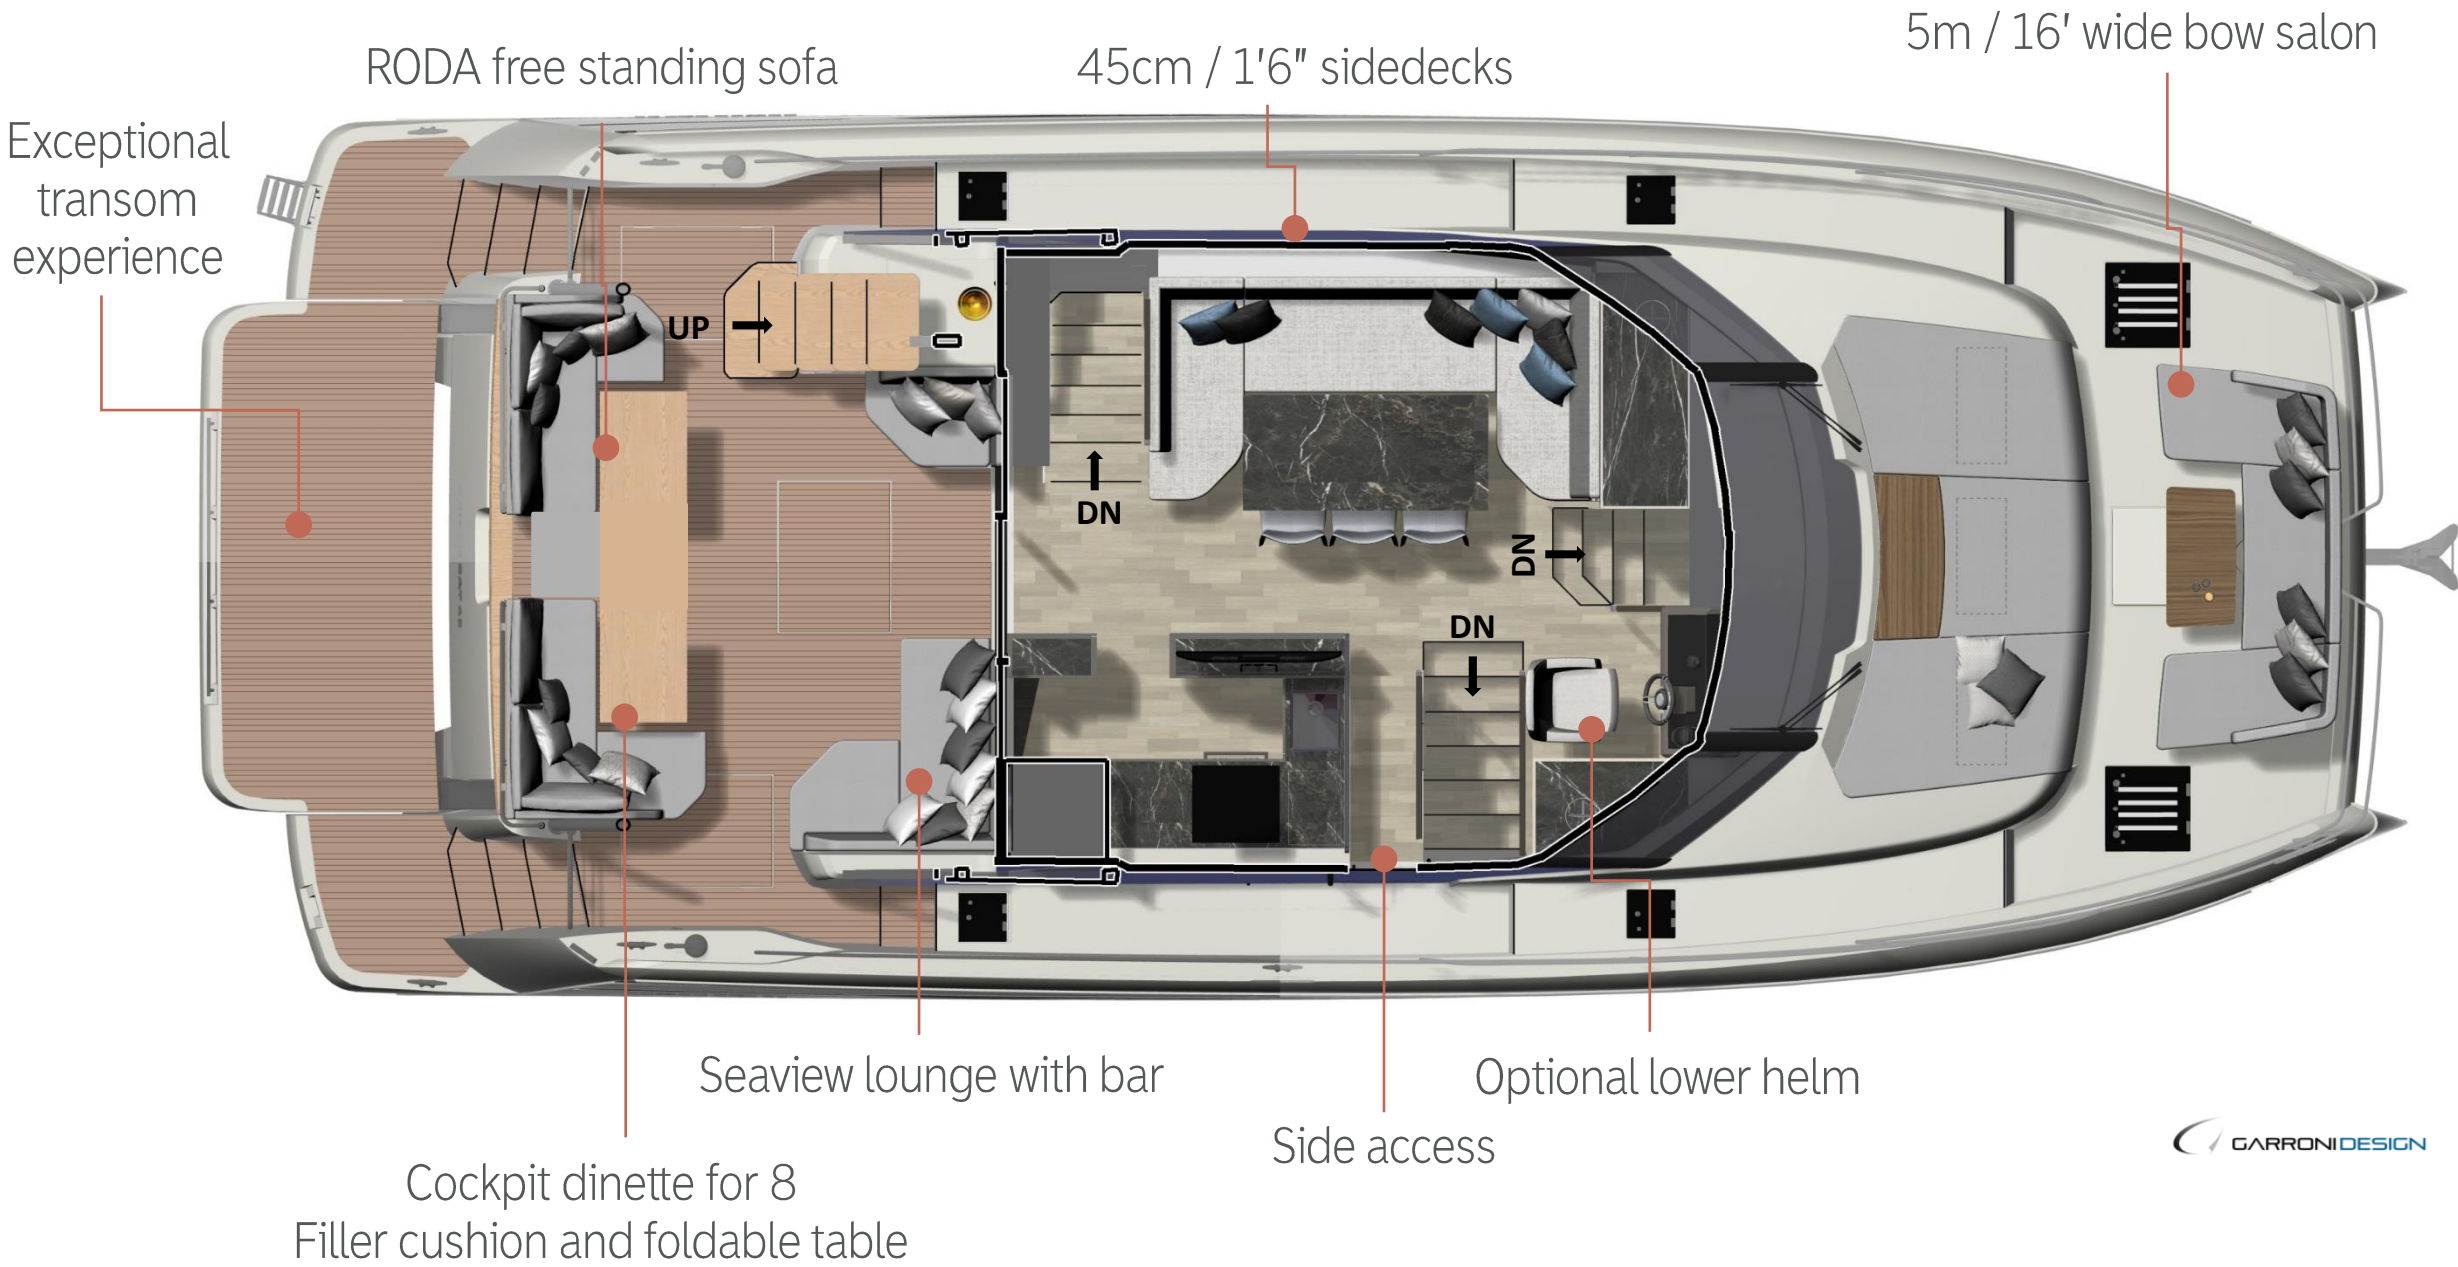 5m / 16' wide bow salon
RODA free standing sofa
45cm / 1'6" sidedecks
Exceptional
transom
experience
UP
DN
DN
DN
Seaview lounge with bar
Optional lower helm
Side access
GARRONIDESIGN
Cockpit dinette for 8
Filler cushion and foldable table